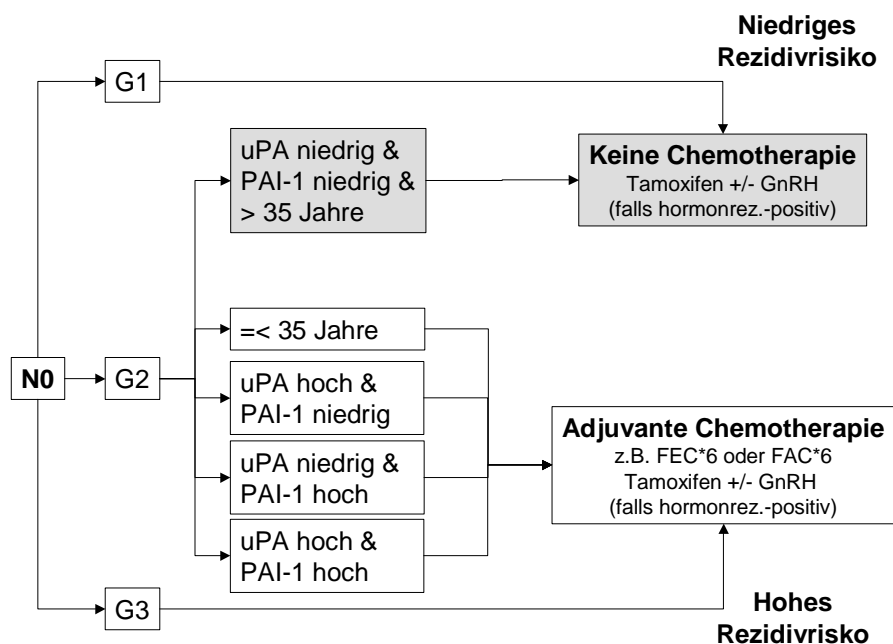 Niedriges
Rezidivrisiko
G1
uPA niedrig &
PAI-1 niedrig &
> 35 Jahre
Keine Chemotherapie
Tamoxifen +/- GnRH
(falls hormonrez.-positiv)
=< 35 Jahre
N0
G2
uPA hoch &
PAI-1 niedrig
uPA niedrig &
PAI-1 hoch
uPA hoch &
PAI-1 hoch
Adjuvante Chemotherapie
z.B. FEC*6 oder FAC*6
Tamoxifen +/- GnRH
(falls hormonrez.-positiv)
G3
Hohes
Rezidivrisiko